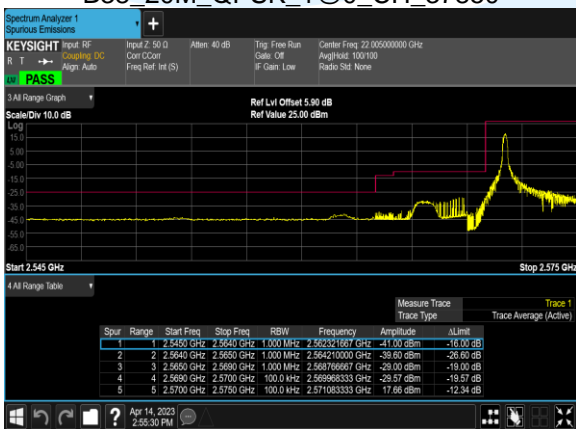 Spectrum Analyzer 1
Spurious Emissions
KEYSIGHT
R T
Input: RF
Coupling: DC
Align: Auto
Input Z: 50 Ω
Corr CCorr
Freq Ref: Int (S)
Atten: 40 dB
Trig: Free Run
Gate: Off
IF Gain: Low
Center Freq: 22.005000000 GHz
Avg|Hold: 100/100
Radio Std: None
PASS
3 All Range Graph
Scale/Div 10.0 dB
Ref Lvl Offset 5.90 dB
Ref Value 25.00 dBm
Log
15.0
5.00
-5.00
-15.0
-25.0
-35.0
-45.0
-55.0
-65.0
Start 2.545 GHz
Stop 2.575 GHz
4 All Range Table
Measure Trace Trace 1
Trace Type Trace Average (Active)
Spur Range Start Freq Stop Freq RBW Frequency Amplitude ΔLimit
1 1 2.5450 GHz 2.5640 GHz 1.000 MHz 2.562321667 GHz -41.00 dBm -16.00 dB
2 2 2.5640 GHz 2.5650 GHz 1.000 MHz 2.564210000 GHz -39.60 dBm -26.60 dB
3 3 2.5650 GHz 2.5690 GHz 1.000 MHz 2.568766667 GHz -29.00 dBm -19.00 dB
4 4 2.5690 GHz 2.5700 GHz 100.0 kHz 2.569968333 GHz -29.57 dBm -19.57 dB
5 5 2.5700 GHz 2.5750 GHz 100.0 kHz 2.571083333 GHz 17.66 dBm -12.34 dB
?
Apr 14, 2023
2:55:30 PM